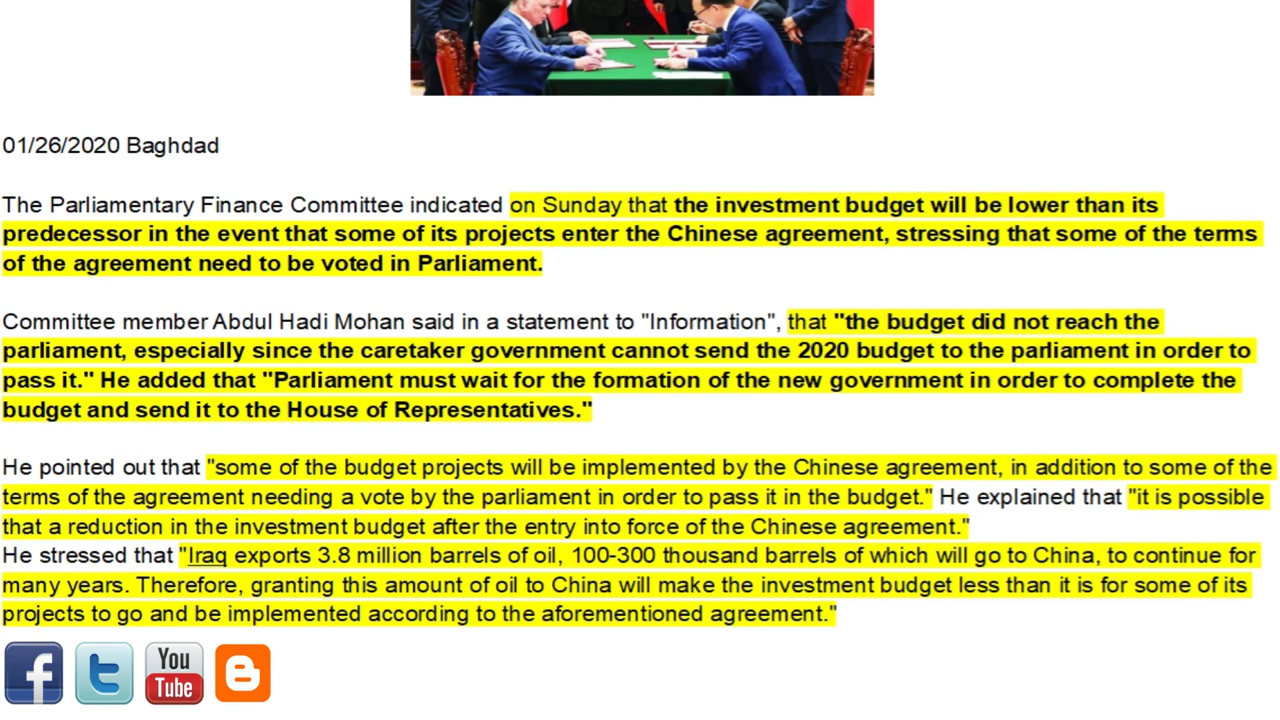 01/26/2020 Baghdad
The Parliamentary Finance Committee indicated on Sunday that the investment budget will be lower than its
predecessor in the event that some of its projects enter the Chinese agreement, stressing that some of the terms
of the agreement need to be voted in Parliament.
Committee member Abdul Hadi Mohan said in a statement to "Information", that "the budget did not reach the
parliament, especially since the caretaker government cannot send the 2020 budget to the parliament in order to
pass it." He added that "Parliament must wait for the formation of the new government in order to complete the
budget and send it to the House of Representatives."
He pointed out that "some of the budget projects will be implemented by the Chinese agreement, in addition to some of the
terms of the agreement needing a vote by the parliament in order to pass it in the budget." He explained that "it is possible
that a reduction in the investment budget after the entry into force of the Chinese agreement."
He stressed that "Iraq exports 3.8 million barrels of oil, 100-300 thousand barrels of which will go to China, to continue for
many years. Therefore, granting this amount of oil to China will make the investment budget less than it is for some of its
projects to go and be implemented according to the aforementioned agreement."
f t You Tube B